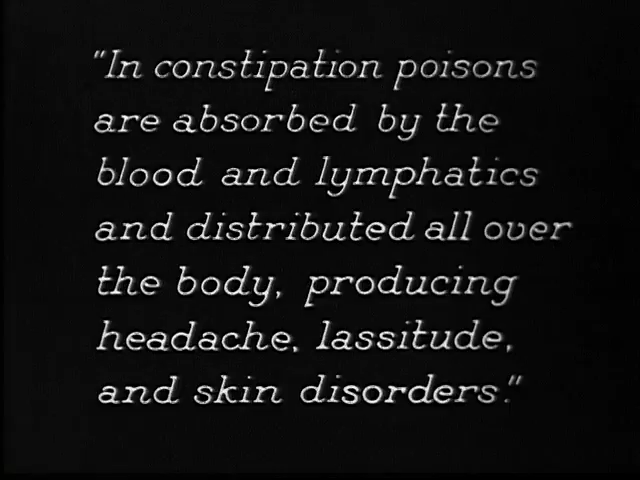 "In constipation poisons
are absorbed by the
blood and lymphatics
and distributed all over
the body, producing
headache, lassitude,
and skin disorders."